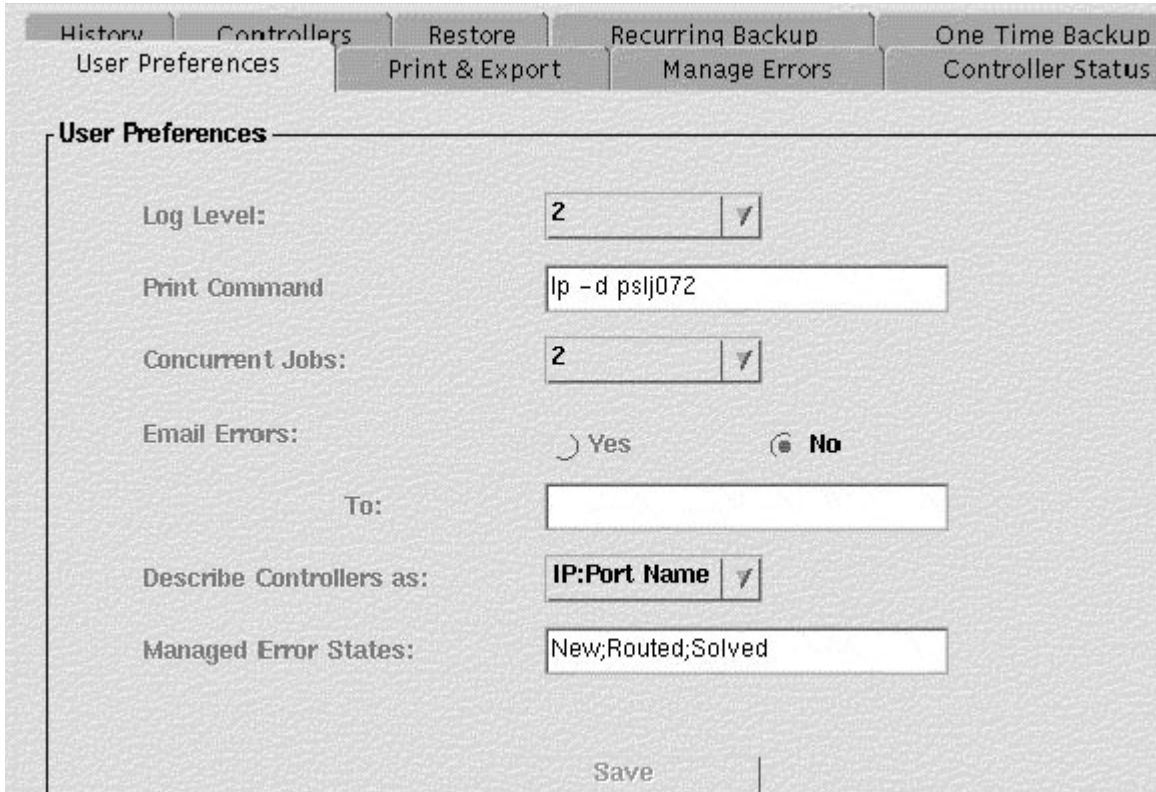 History Controllers Restore Recurring Backup One Time Backup
User Preferences Print & Export Manage Errors Controller Status
User Preferences
Log Level: 2
Print Command lp -d pslj072
Concurrent Jobs: 2
Email Errors: Yes No
To:
Describe Controllers as: IP:Port Name
Managed Error States: New;Routed;Solved
Save